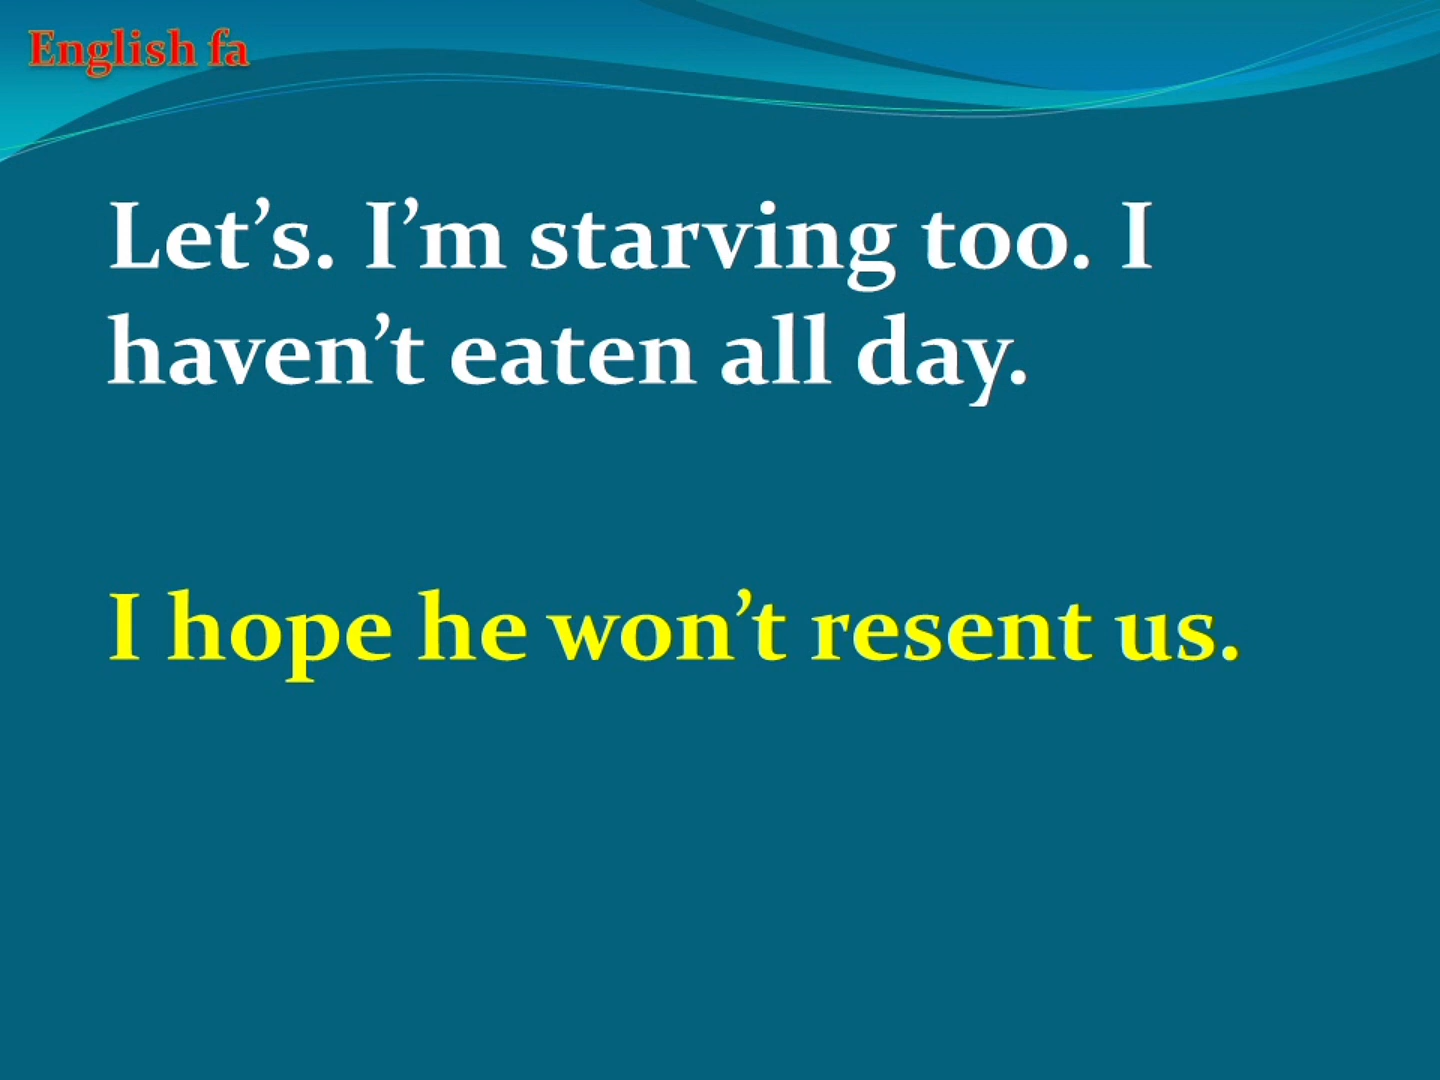 English fa
Let’s. I’m starving too. I
haven’t eaten all day.
I hope he won’t resent us.